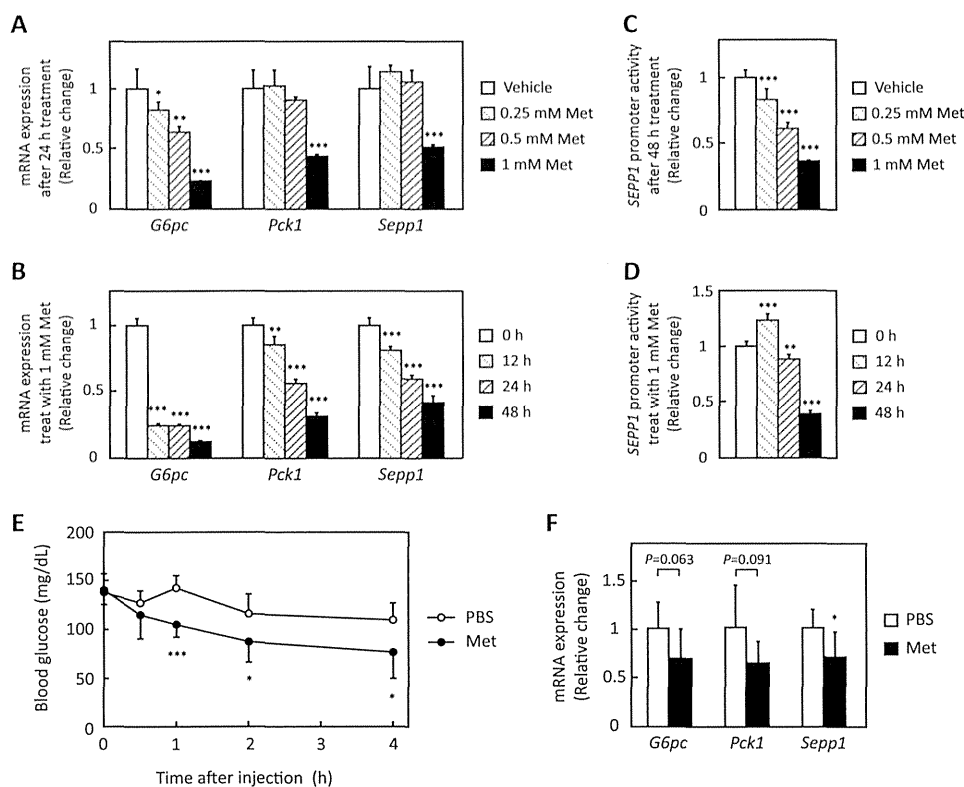 A
mRNA expression
after 24 h treatment
(Relative change)
1
0.5
0
*
**
***
***
***
G6pc
Pck1
Sepp1
Vehicle
0.25 mM Met
0.5 mM Met
1 mM Met
C
SEPP1 promoter activity
after 48 h treatment
(Relative change)
1
0.5
0
***
***
***
Vehicle
0.25 mM Met
0.5 mM Met
1 mM Met
B
mRNA expression
treat with 1 mM Met
(Relative change)
1
0.5
0
***
***
***
**
***
***
***
***
***
G6pc
Pck1
Sepp1
0 h
12 h
24 h
48 h
D
SEPP1 promoter activity
treat with 1 mM Met
(Relative change)
1.5
1
0.5
0
***
**
***
0 h
12 h
24 h
48 h
E
Blood glucose (mg/dL)
200
150
100
50
0
***
*
*
0
1
2
3
4
Time after injection (h)
PBS
Met
F
mRNA expression
(Relative change)
1.5
1
0.5
0
P=0.063
P=0.091
*
G6pc
Pck1
Sepp1
PBS
Met